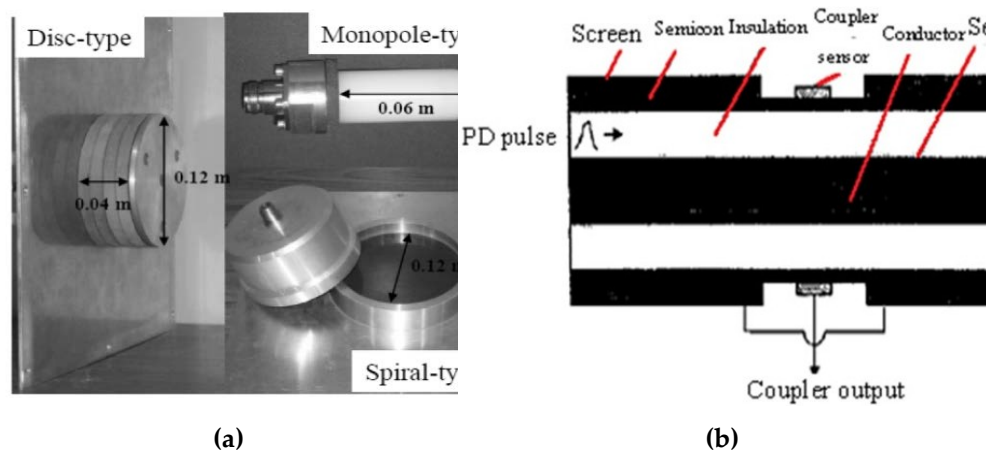 Disc-type
Monopole-ty
0.06 m
0.12 m
0.04 m
0.12 m
Spiral-ty
(a)
Screen
Semicon
Insulation
Coupler
sensor
Conductor
Se
PD pulse
Coupler output
(b)